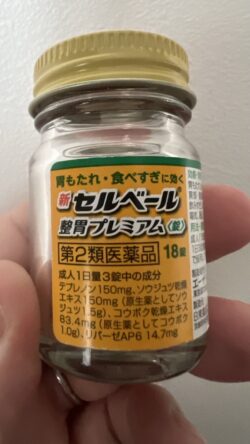 胃もたれ・食べすぎに効く
新セルベール
整胃プレミアム〈錠〉
第2類医薬品 18錠
成人1日量3錠中の成分
テプレノン150mg、ソウジュツ乾燥
エキス150mg（原生薬としてソウ
ジュツ1.5g）、コウボク乾燥エキス
83.4mg（原生薬としてコウボク
1.0g）、リパーゼAP6 14.7mg